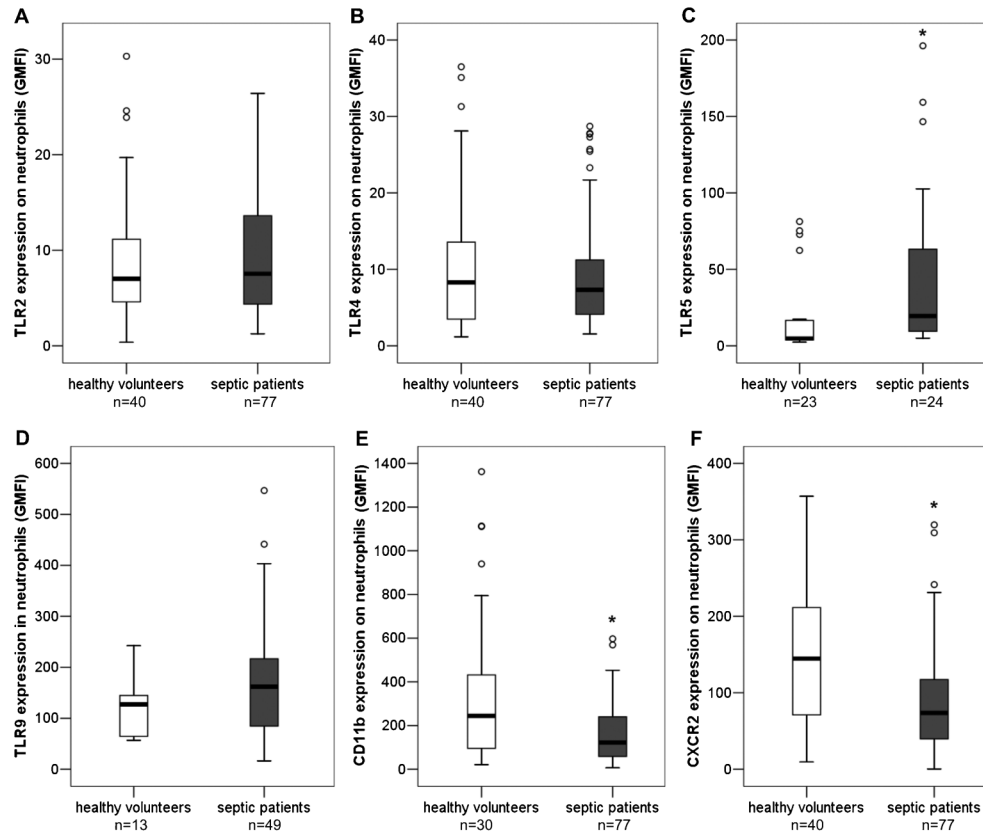 A
TLR2 expression on neutrophils (GMFI)
30
20
10
0
healthy volunteers
n=40
septic patients
n=77
B
TLR4 expression on neutrophils (GMFI)
40
30
20
10
0
healthy volunteers
n=40
septic patients
n=77
C
TLR5 expression on neutrophils (GMFI)
200
150
100
50
0
*
healthy volunteers
n=23
septic patients
n=24
D
TLR9 expression in neutrophils (GMFI)
600
500
400
300
200
100
0
healthy volunteers
n=13
septic patients
n=49
E
CD11b expression on neutrophils (GMFI)
1400
1200
1000
800
600
400
200
0
*
healthy volunteers
n=30
septic patients
n=77
F
CXCR2 expression on neutrophils (GMFI)
400
300
200
100
0
*
healthy volunteers
n=40
septic patients
n=77